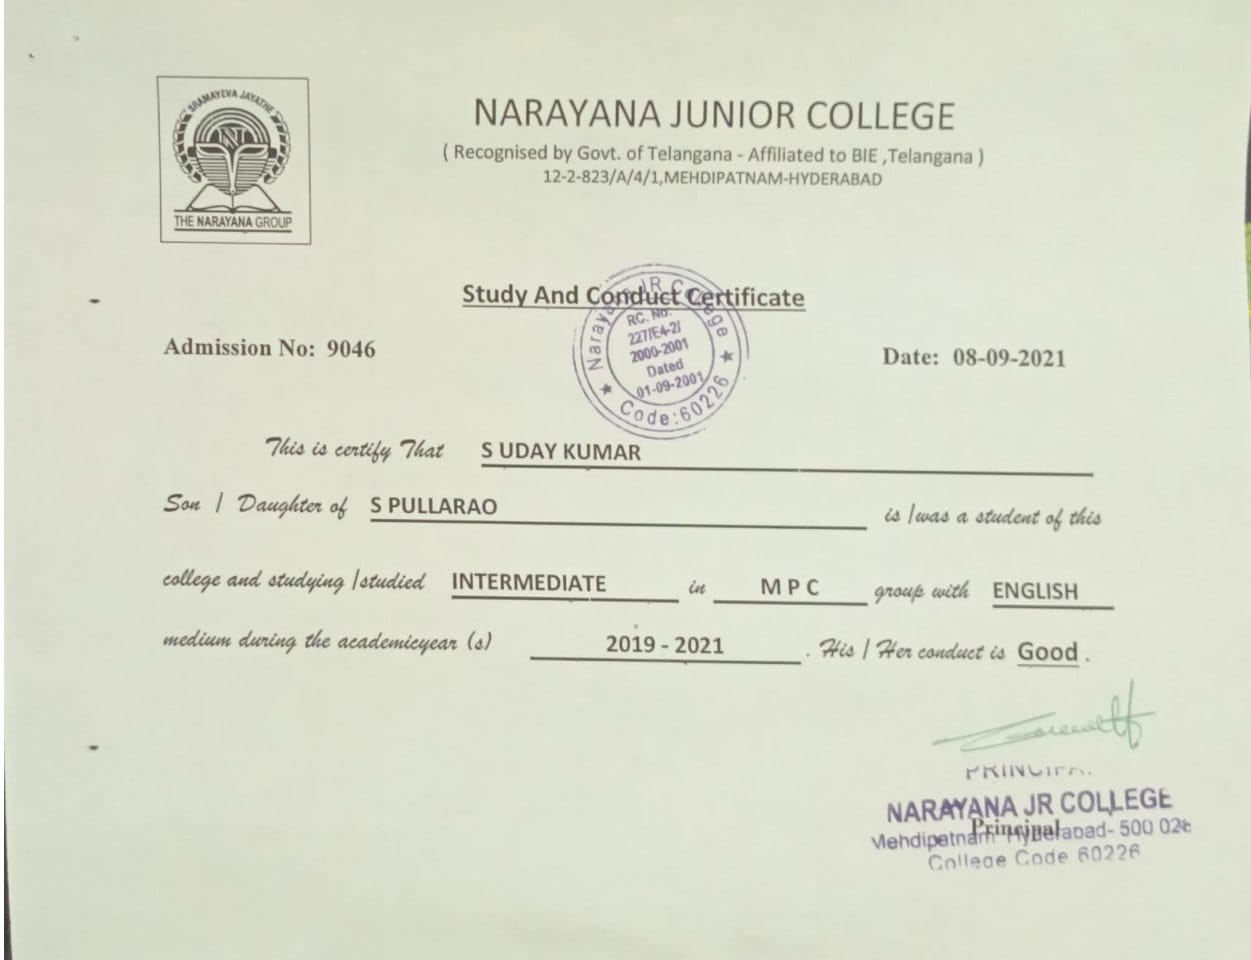 SRAMAYEVA JAYATHE
THE NARAYANA GROUP
NARAYANA JUNIOR COLLEGE
( Recognised by Govt. of Telangana - Affiliated to BIE ,Telangana )
12-2-823/A/4/1,MEHDIPATNAM-HYDERABAD
Study And Conduct Certificate
Narayana JR College
RC. No.
227/E4-2/
2000-2001
Dated
01-09-2001
Code:60226
Admission No: 9046
Date: 08-09-2021
This is certify That S UDAY KUMAR
Son / Daughter of S PULLARAO is /was a student of this
college and studying /studied INTERMEDIATE in M P C group with ENGLISH
medium during the academicyear (s) 2019 - 2021 . His / Her conduct is Good .
PRINCIPAL
NARAYANA JR COLLEGE
Principal
Mehdipatnam Hyderabad- 500 028
College Code 60226